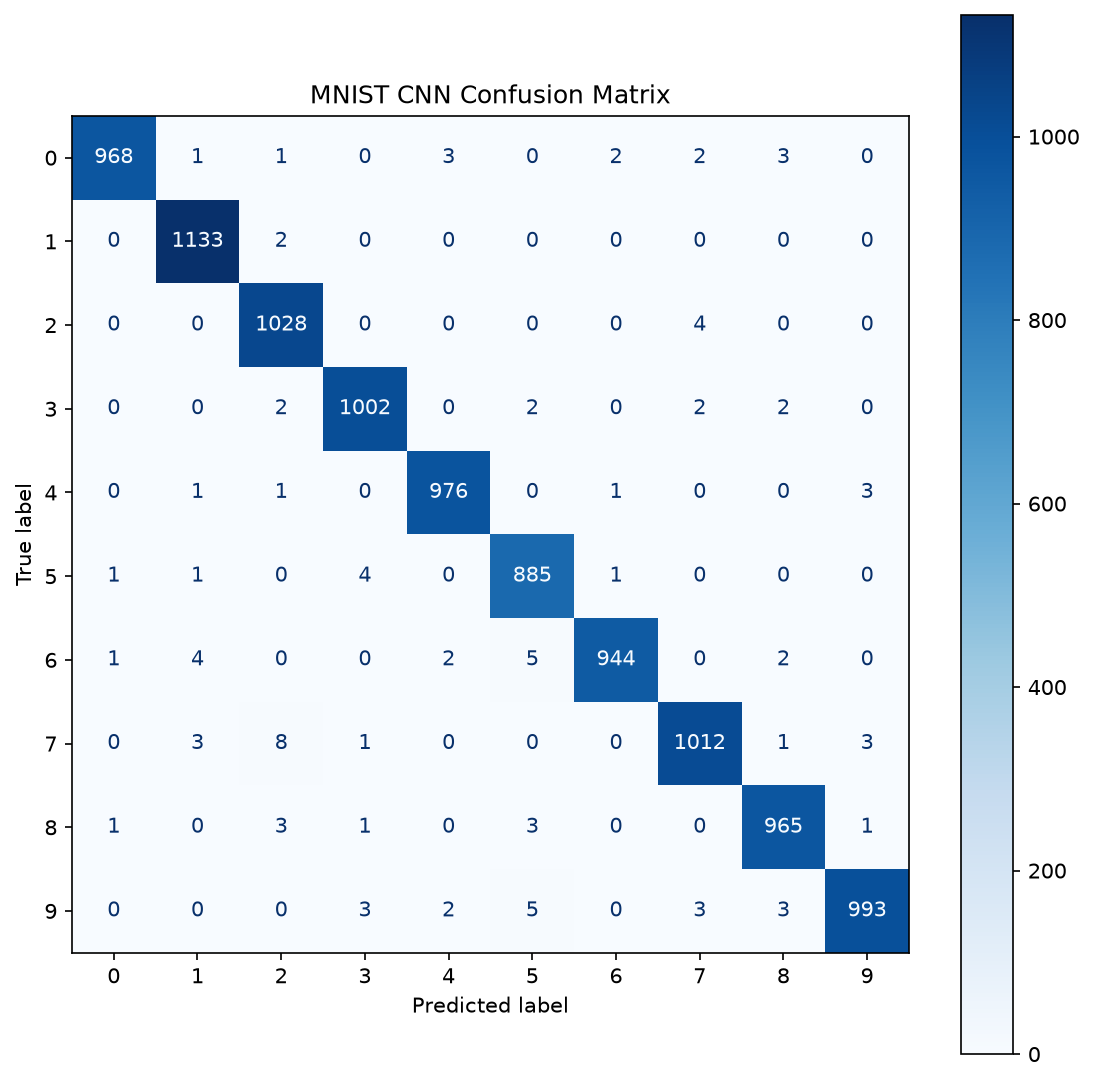 MNIST CNN Confusion Matrix
True label
0 968 1 1 0 3 0 2 2 3 0
1 0 1133 2 0 0 0 0 0 0 0
2 0 0 1028 0 0 0 0 4 0 0
3 0 0 2 1002 0 2 0 2 2 0
4 0 1 1 0 976 0 1 0 0 3
5 1 1 0 4 0 885 1 0 0 0
6 1 4 0 0 2 5 944 0 2 0
7 0 3 8 1 0 0 0 1012 1 3
8 1 0 3 1 0 3 0 0 965 1
9 0 0 0 3 2 5 0 3 3 993
0 1 2 3 4 5 6 7 8 9
Predicted label
1000
800
600
400
200
0